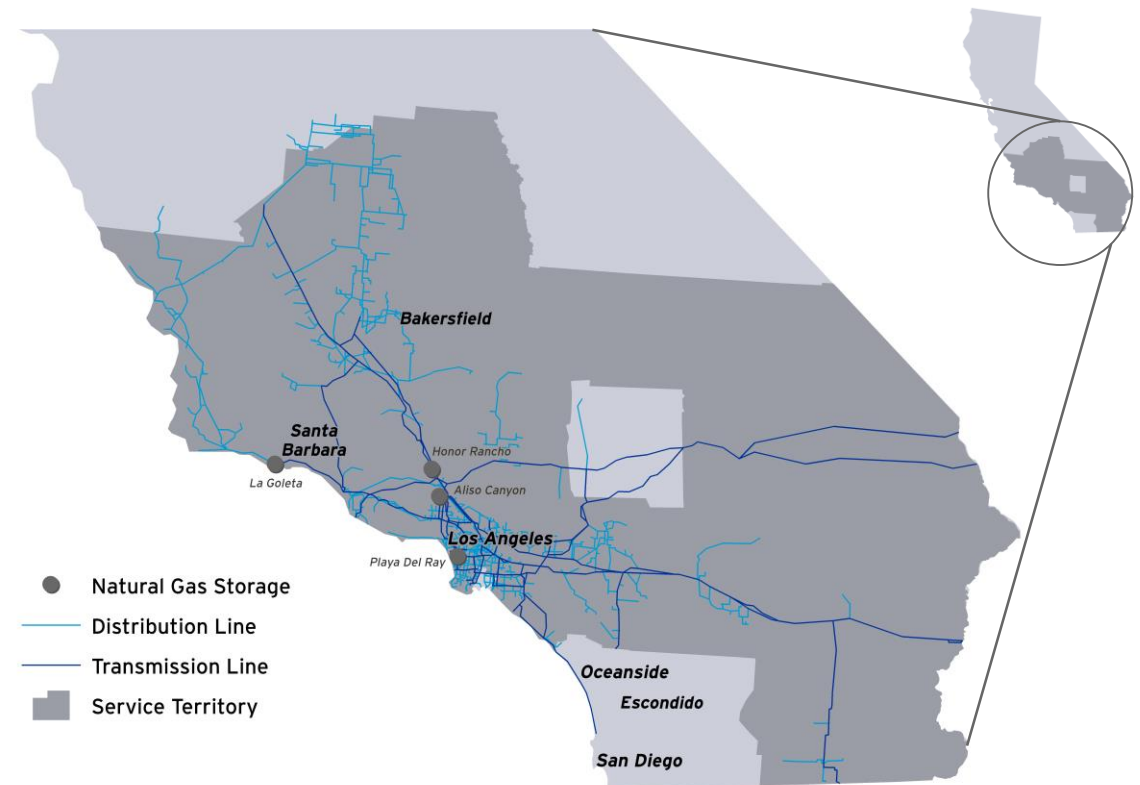 Bakersfield
Santa
Barbara
Honor Rancho
La Goleta
Aliso Canyon
Los Angeles
Playa Del Ray
Natural Gas Storage
Distribution Line
Transmission Line
Service Territory
Oceanside
Escondido
San Diego